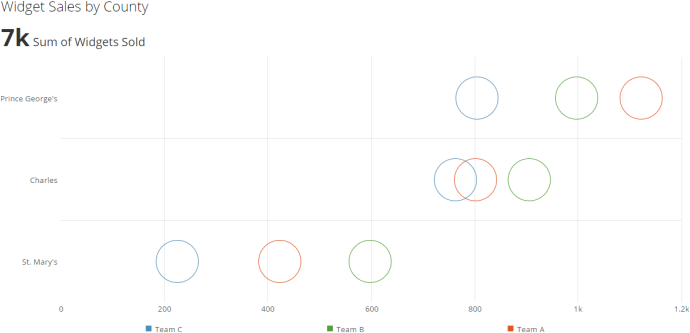 Widget Sales by County
7k Sum of Widgets Sold
Prince George's
Charles
St. Mary's
0 200 400 600 800 1k 1.2k
Team C Team B Team A